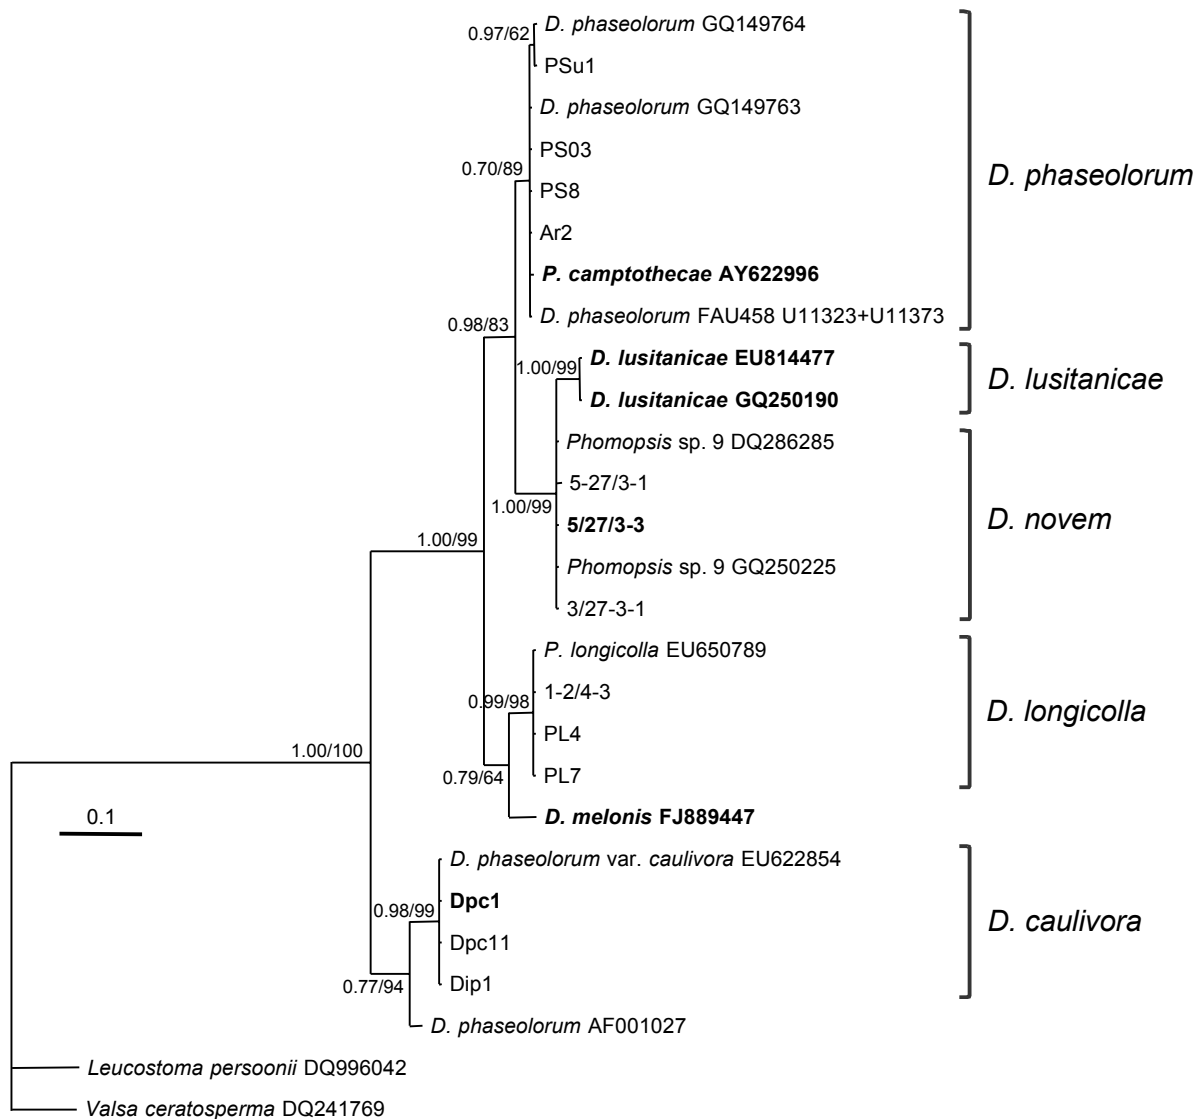 0.97/62
D. phaseolorum GQ149764
PSu1
D. phaseolorum GQ149763
PS03
0.70/89
D. phaseolorum
PS8
Ar2
P. camptothecae AY622996
D. phaseolorum FAU458 U11323+U11373
0.98/83
D. lusitanicae EU814477
1.00/99
D. lusitanicae
D. lusitanicae GQ250190
Phomopsis sp. 9 DQ286285
5-27/3-1
1.00/99
5/27/3-3
D. novem
1.00/99
Phomopsis sp. 9 GQ250225
3/27-3-1
P. longicolla EU650789
1-2/4-3
0.99/98
D. longicolla
PL4
1.00/100
PL7
0.79/64
0.1
D. melonis FJ889447
D. phaseolorum var. caulivora EU622854
Dpc1
0.98/99
D. caulivora
Dpc11
Dip1
0.77/94
D. phaseolorum AF001027
Leucostoma persoonii DQ996042
Valsa ceratosperma DQ241769